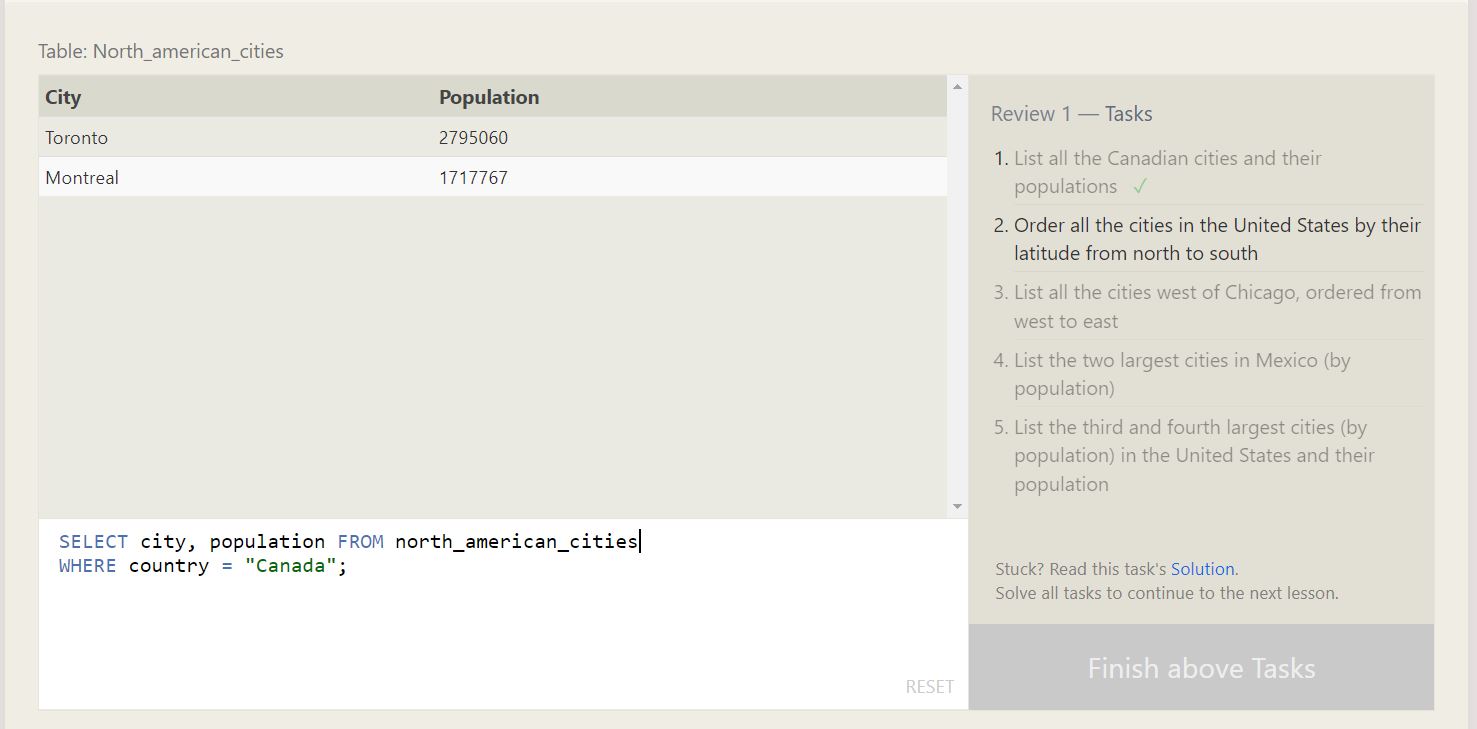 Table: North_american_cities
City Population
Toronto 2795060
Montreal 1717767
SELECT city, population FROM north_american_cities
WHERE country = "Canada";
RESET
Review 1 — Tasks
1. List all the Canadian cities and their
populations ✓
2. Order all the cities in the United States by their
latitude from north to south
3. List all the cities west of Chicago, ordered from
west to east
4. List the two largest cities in Mexico (by
population)
5. List the third and fourth largest cities (by
population) in the United States and their
population
Stuck? Read this task's Solution.
Solve all tasks to continue to the next lesson.
Finish above Tasks